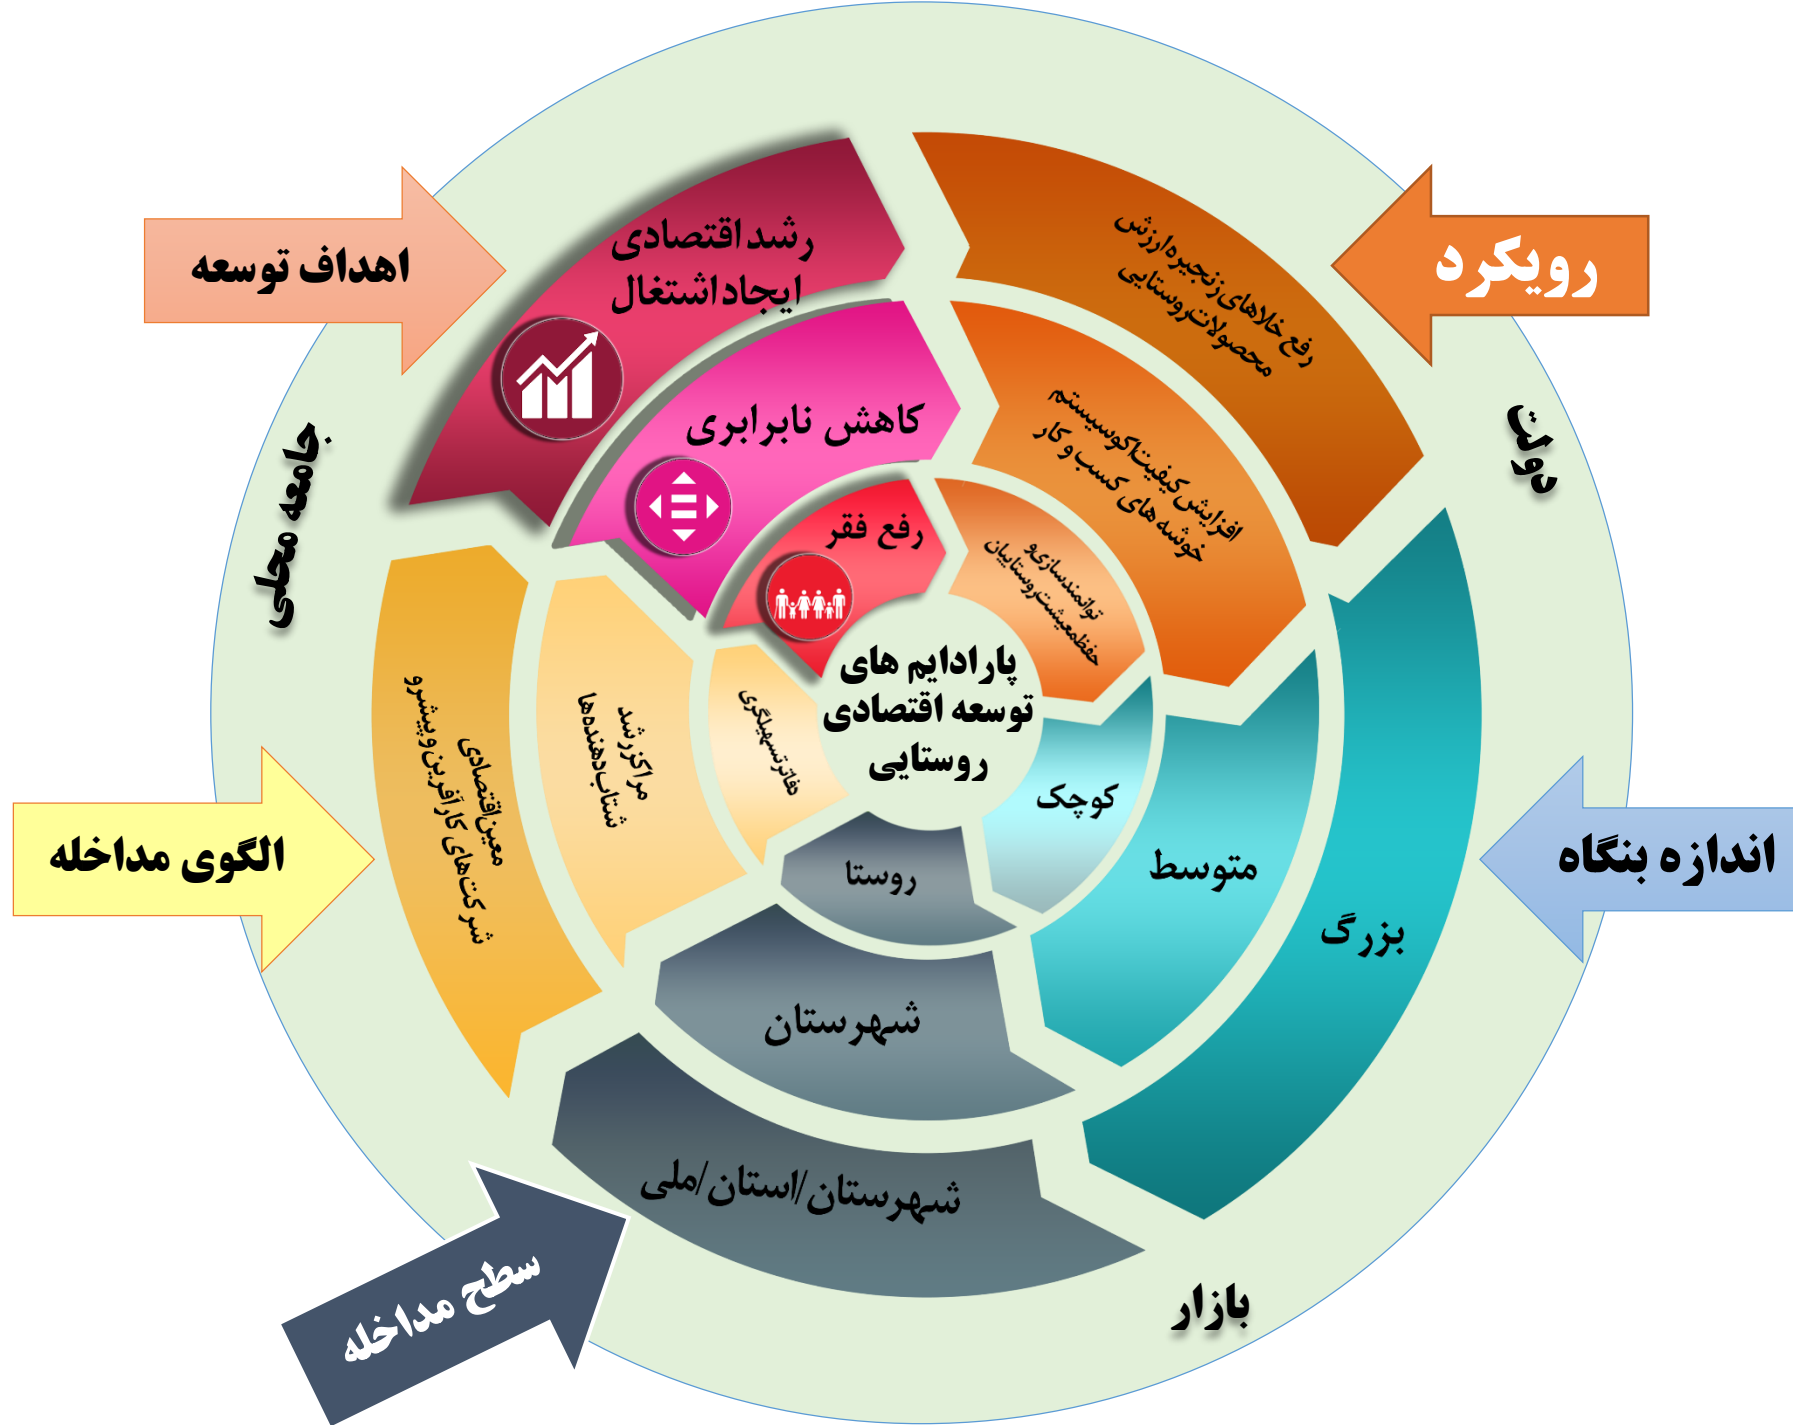 پارادایم های
توسعه اقتصادی
روستایی
اهداف توسعه
رشد اقتصادی
ایجاد اشتغال
کاهش نابرابری
رفع فقر
رویکرد
رفع خلاهای زنجیره ارزش
محصولات روستایی
افزایش کیفیت اکوسیستم
خوشه های کسب و کار
توانمندسازی و
حفظ معیشت روستاییان
اندازه بنگاه
بزرگ
متوسط
کوچک
سطح مداخله
روستا
شهرستان
شهرستان/استان/ملی
الگوی مداخله
معین اقتصادی
شرکت‌های کارآفرین و پیشرو
مراکز رشد
شتاب‌دهنده‌ها
دفاتر تسهیلگری
دولت
بازار
جامعه محلی